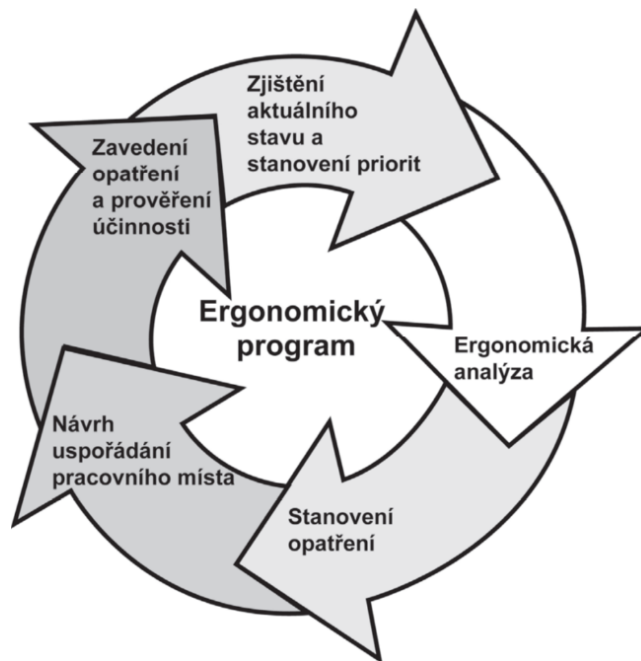 Zjištění
aktuálního
stavu a
stanovení priorit
Ergonomická
analýza
Stanovení
opatření
Návrh
uspořádání
pracovního místa
Zavedení
opatření
a prověření
účinnosti
Ergonomický
program